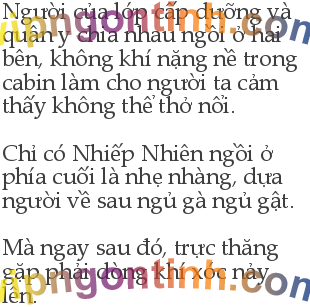 Người của lớp cấp dưỡng và
quân y chia nhau ngồi ở hai
bên, không khí nặng nề trong
cabin làm cho người ta cảm
thấy không thể thở nổi.

Chỉ có Nhiếp Nhiên ngồi ở
phía cuối là nhẹ nhàng, dựa
người về sau ngủ gà ngủ gật.

Mà ngay sau đó, trực thăng
gặp phải dòng khí xóc nảy
lên.